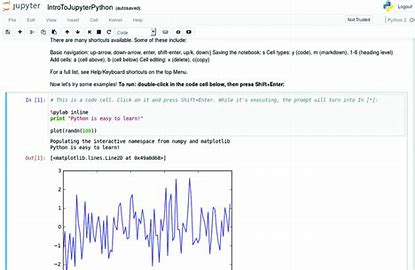 jupyter IntroToJupyterPython (autosaved)
Logout
File Edit View Insert Cell Kernel Help
Python 2
Code
There are many shortcuts available. Some of these include:
Basic navigation: up-arrow, down-arrow, enter, shift-enter, up/k, down/j Saving the notebook: s Cell types: y (code), m (markdown), 1-6 (heading level)
Add cells: a (cell above). b (cell below) Cell editing: x (delete), c(copy)
For a full list, see Help/Keyboard shortcuts on the top Menu.
Now let's try some examples! To run: double-click in the code cell below, then press Shift+Enter:
In [1]: # This is a code cell. Click on it and press Shift+Enter. While it's executing, the prompt will turn into In [*]:
%pylab inline
print "Python is easy to learn!"
plot(randn(100))
Populating the interactive namespace from numpy and matplotlib
Python is easy to learn!
Out[1]: [<matplotlib.lines.Line2D at 0x49a0d68>]
3
2
1
0
-1
-2